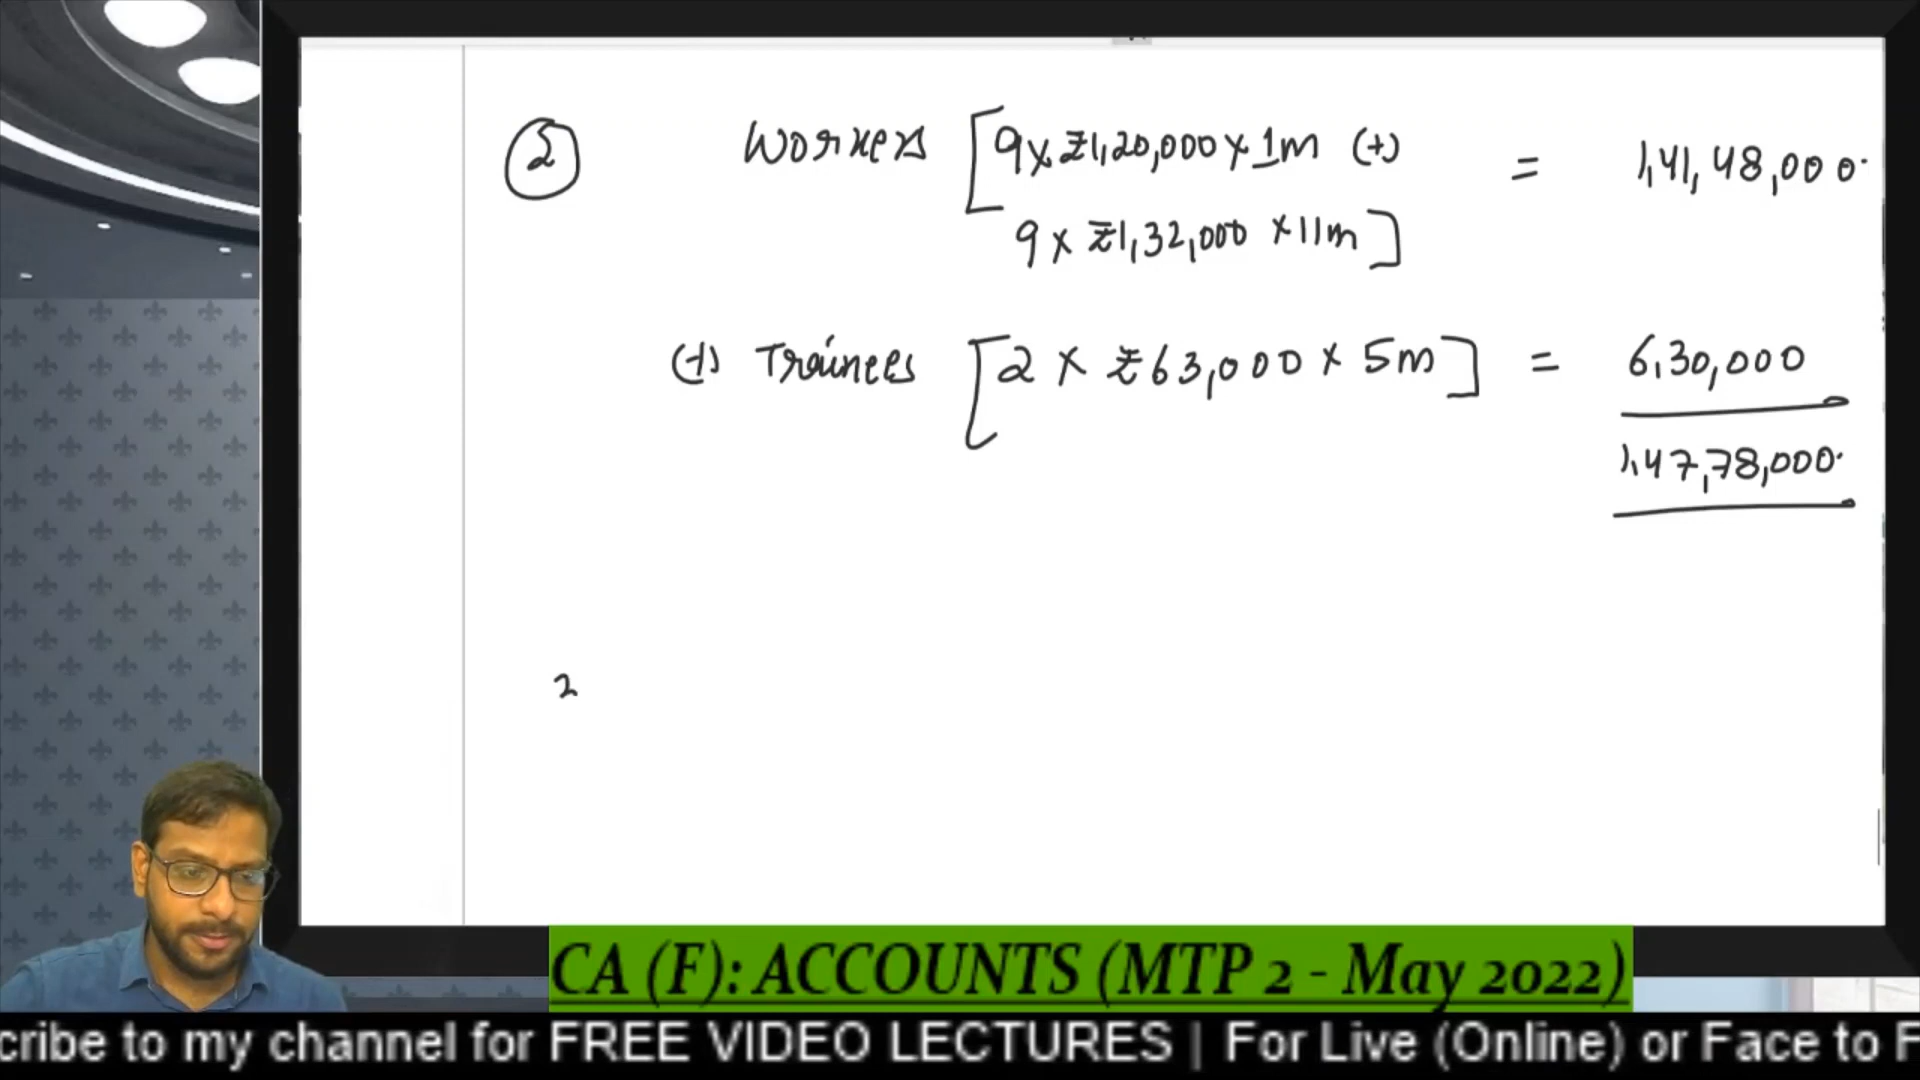 ② Workers [9 x ₹1,20,000 x 1m (+) = 1,41,48,000.
9 x ₹1,32,000 x 11m]
(+) Trainees [2 x ₹63,000 x 5m] = 6,30,000
1,47,78,000.
2
CA (F): ACCOUNTS (MTP 2 - May 2022)
cribe to my channel for FREE VIDEO LECTURES | For Live (Online) or Face to F